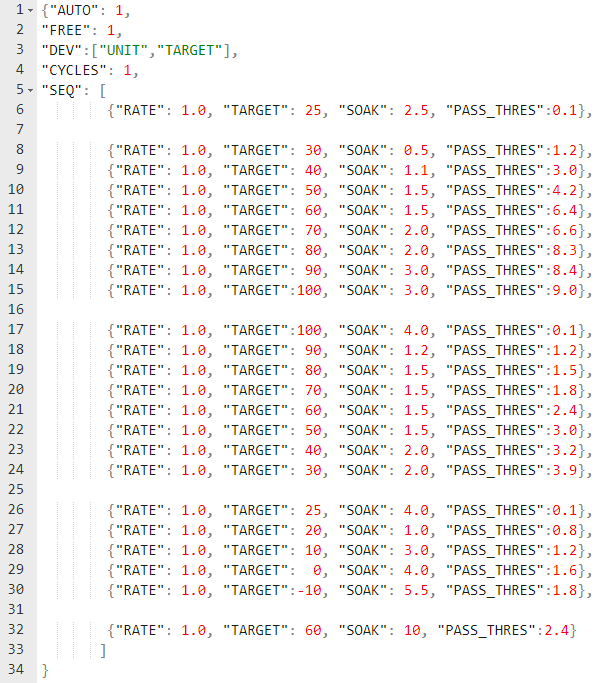 1 {"AUTO": 1,
2 "FREE": 1,
3 "DEV":["UNIT","TARGET"],
4 "CYCLES": 1,
5 "SEQ": [
6 {"RATE": 1.0, "TARGET": 25, "SOAK": 2.5, "PASS_THRES":0.1},
7
8 {"RATE": 1.0, "TARGET": 30, "SOAK": 0.5, "PASS_THRES":1.2},
9 {"RATE": 1.0, "TARGET": 40, "SOAK": 1.1, "PASS_THRES":3.0},
10 {"RATE": 1.0, "TARGET": 50, "SOAK": 1.5, "PASS_THRES":4.2},
11 {"RATE": 1.0, "TARGET": 60, "SOAK": 1.5, "PASS_THRES":6.4},
12 {"RATE": 1.0, "TARGET": 70, "SOAK": 2.0, "PASS_THRES":6.6},
13 {"RATE": 1.0, "TARGET": 80, "SOAK": 2.0, "PASS_THRES":8.3},
14 {"RATE": 1.0, "TARGET": 90, "SOAK": 3.0, "PASS_THRES":8.4},
15 {"RATE": 1.0, "TARGET":100, "SOAK": 3.0, "PASS_THRES":9.0},
16
17 {"RATE": 1.0, "TARGET":100, "SOAK": 4.0, "PASS_THRES":0.1},
18 {"RATE": 1.0, "TARGET": 90, "SOAK": 1.2, "PASS_THRES":1.2},
19 {"RATE": 1.0, "TARGET": 80, "SOAK": 1.5, "PASS_THRES":1.5},
20 {"RATE": 1.0, "TARGET": 70, "SOAK": 1.5, "PASS_THRES":1.8},
21 {"RATE": 1.0, "TARGET": 60, "SOAK": 1.5, "PASS_THRES":2.4},
22 {"RATE": 1.0, "TARGET": 50, "SOAK": 1.5, "PASS_THRES":3.0},
23 {"RATE": 1.0, "TARGET": 40, "SOAK": 2.0, "PASS_THRES":3.2},
24 {"RATE": 1.0, "TARGET": 30, "SOAK": 2.0, "PASS_THRES":3.9},
25
26 {"RATE": 1.0, "TARGET": 25, "SOAK": 4.0, "PASS_THRES":0.1},
27 {"RATE": 1.0, "TARGET": 20, "SOAK": 1.0, "PASS_THRES":0.8},
28 {"RATE": 1.0, "TARGET": 10, "SOAK": 3.0, "PASS_THRES":1.2},
29 {"RATE": 1.0, "TARGET":  0, "SOAK": 4.0, "PASS_THRES":1.6},
30 {"RATE": 1.0, "TARGET":-10, "SOAK": 5.5, "PASS_THRES":1.8},
31
32 {"RATE": 1.0, "TARGET": 60, "SOAK": 10, "PASS_THRES":2.4}
33 ]
34 }